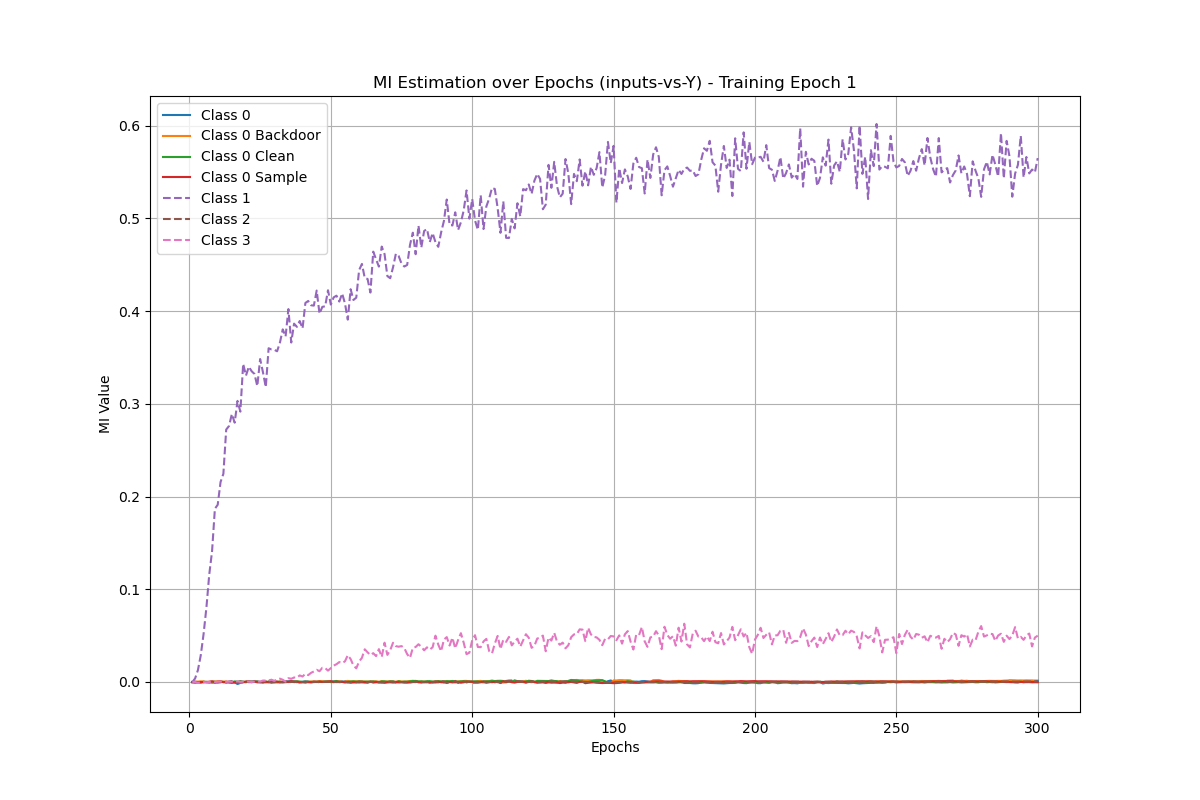 MI Estimation over Epochs (inputs-vs-Y) - Training Epoch 1
Class 0
Class 0 Backdoor
Class 0 Clean
Class 0 Sample
Class 1
Class 2
Class 3
0.6
0.5
0.4
0.3
0.2
0.1
0.0
MI Value
0 50 100 150 200 250 300
Epochs